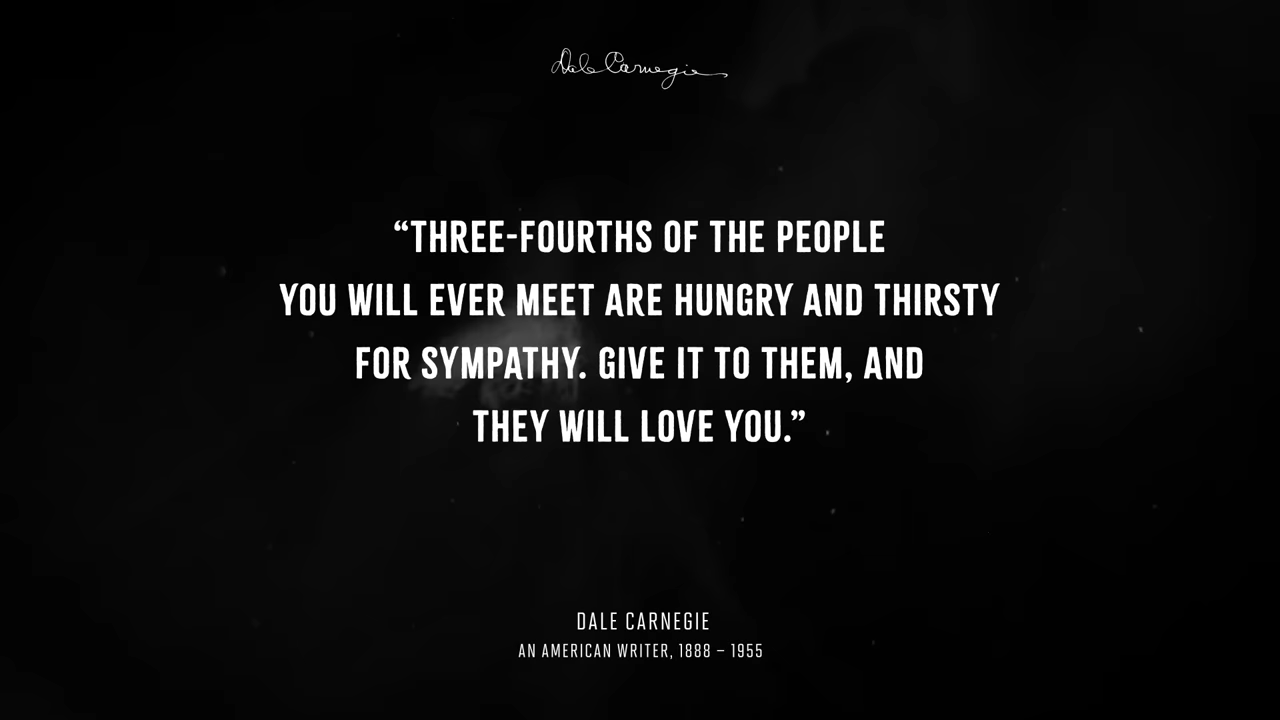 Dale Carnegie
“THREE-FOURTHS OF THE PEOPLE
YOU WILL EVER MEET ARE HUNGRY AND THIRSTY
FOR SYMPATHY. GIVE IT TO THEM, AND
THEY WILL LOVE YOU.”
DALE CARNEGIE
AN AMERICAN WRITER, 1888 – 1955